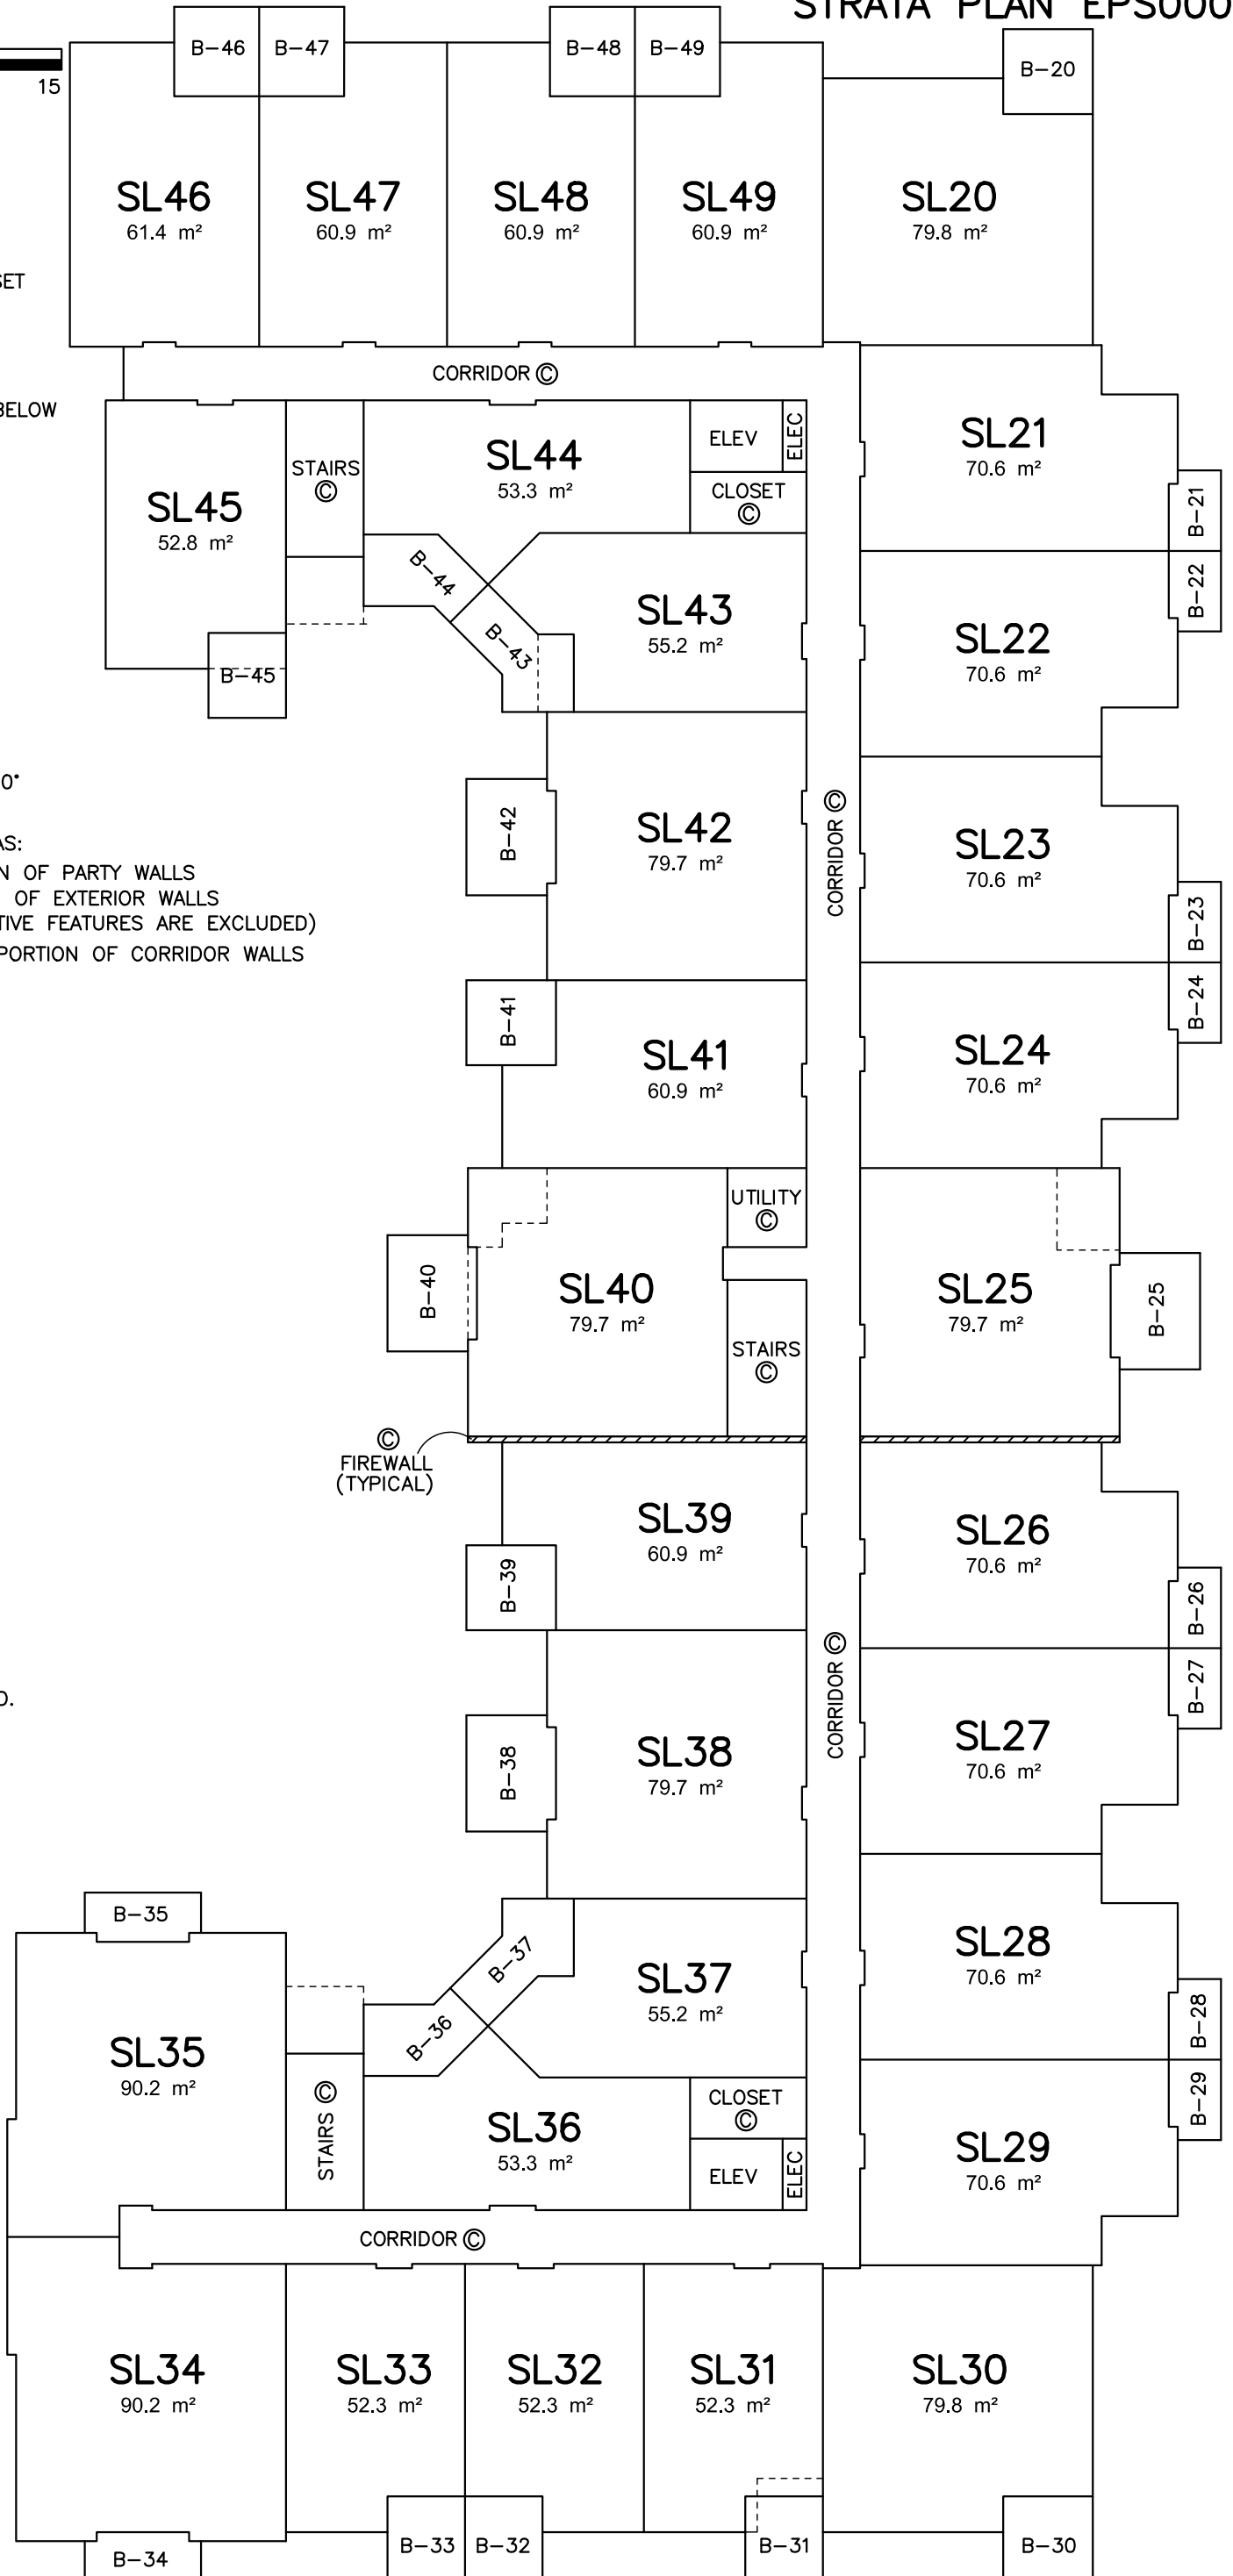 STRATA PLAN EPS000
15
B-46
B-47
B-48
B-49
B-20
SL46
61.4 m²
SL47
60.9 m²
SL48
60.9 m²
SL49
60.9 m²
SL20
79.8 m²
CORRIDOR ©
BELOW
SL45
52.8 m²
STAIRS
©
SL44
53.3 m²
ELEV
ELEC
CLOSET
©
SL21
70.6 m²
B-21
B-22
B-44
B-43
SL43
55.2 m²
SL22
70.6 m²
B-45
0°
AS:
N OF PARTY WALLS
OF EXTERIOR WALLS
TIVE FEATURES ARE EXCLUDED)
PORTION OF CORRIDOR WALLS
B-42
SL42
79.7 m²
CORRIDOR ©
SL23
70.6 m²
B-23
B-24
B-41
SL41
60.9 m²
SL24
70.6 m²
UTILITY
©
B-40
SL40
79.7 m²
STAIRS
©
SL25
79.7 m²
B-25
©
FIREWALL
(TYPICAL)
SL39
60.9 m²
B-39
SL26
70.6 m²
B-26
B-27
CORRIDOR ©
B-38
SL38
79.7 m²
SL27
70.6 m²
B-35
B-37
B-36
SL37
55.2 m²
SL28
70.6 m²
B-28
B-29
SL35
90.2 m²
STAIRS ©
SL36
53.3 m²
CLOSET
©
ELEV
ELEC
SL29
70.6 m²
CORRIDOR ©
SL34
90.2 m²
SL33
52.3 m²
SL32
52.3 m²
SL31
52.3 m²
SL30
79.8 m²
B-34
B-33
B-32
B-31
B-30